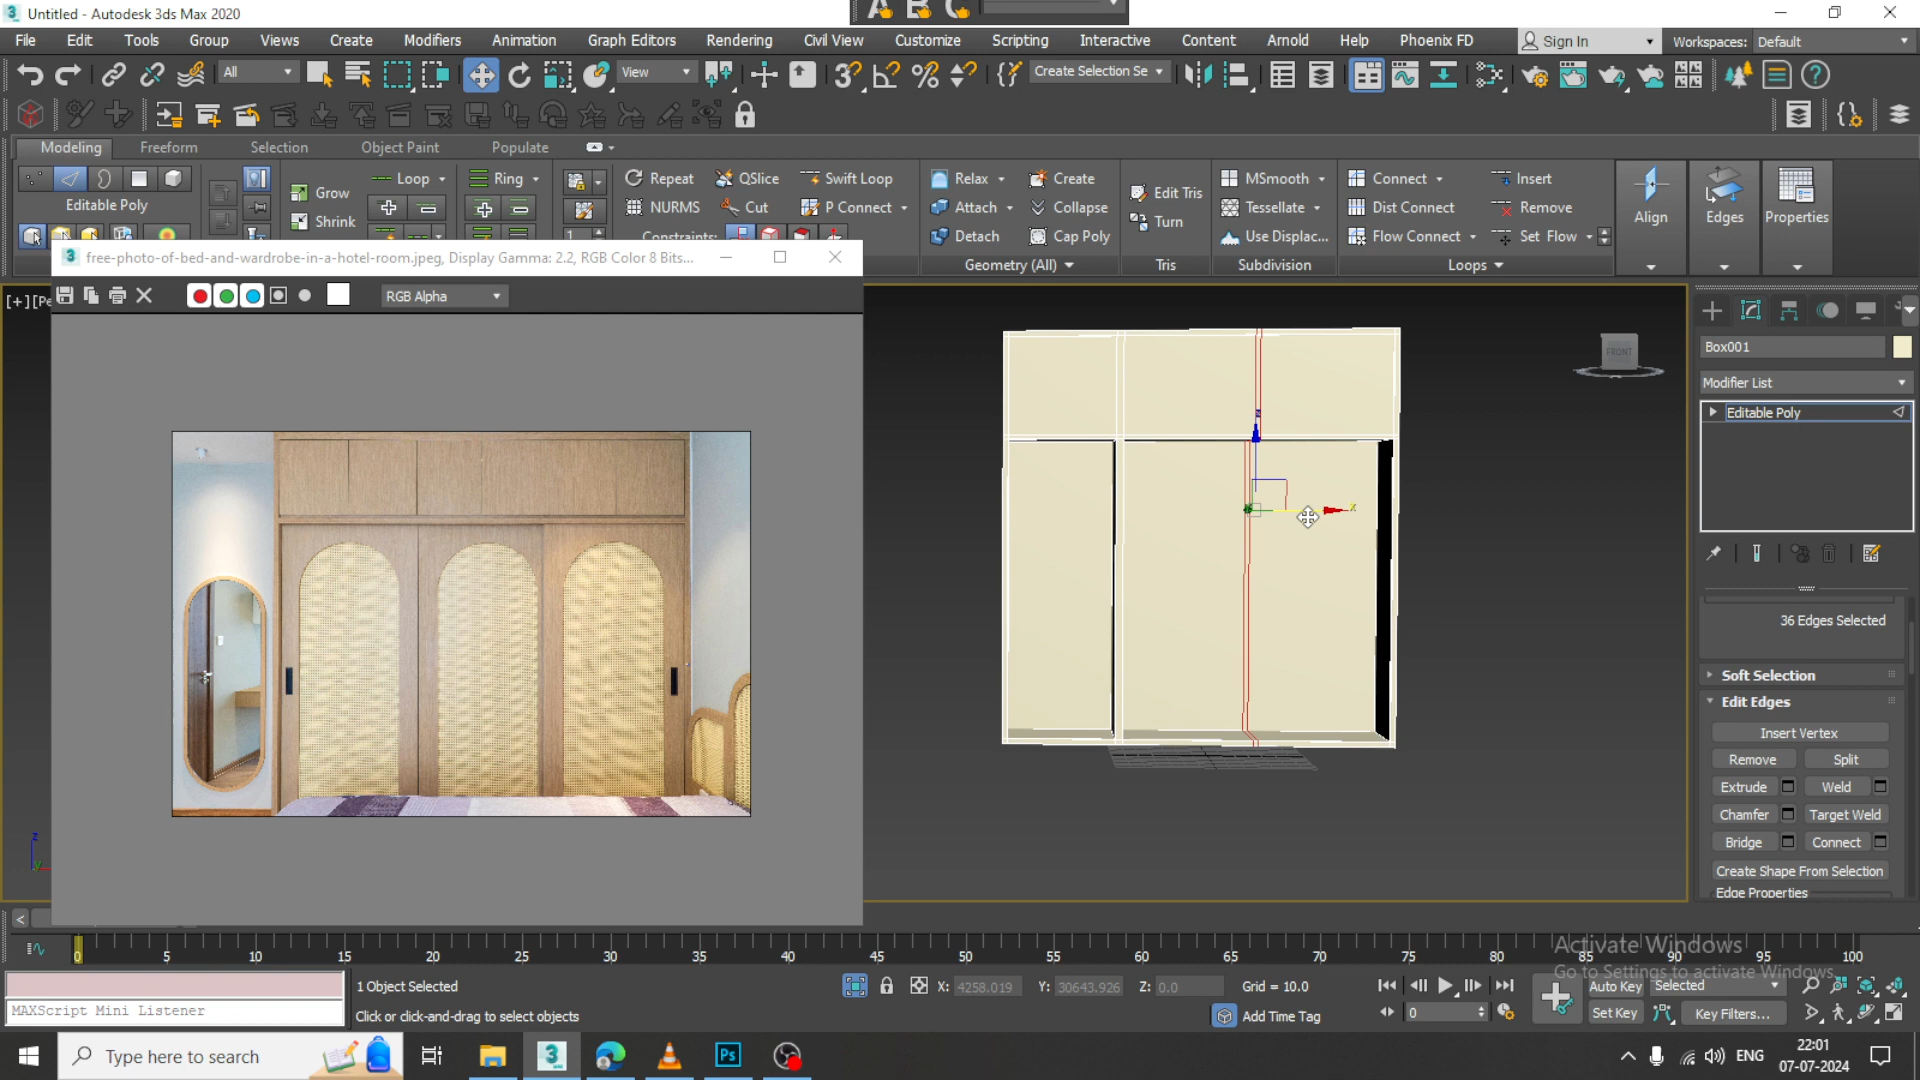 Untitled - Autodesk 3ds Max 2020
File Edit Tools Group Views Create Modifiers Animation Graph Editors Rendering Civil View Customize Scripting Interactive Content Arnold Help Phoenix FD
Sign In
Workspaces: Default
All
View
Create Selection Se
Modeling Freeform Selection Object Paint Populate
Editable Poly
Grow
Shrink
Loop
Ring
Repeat QSlice Swift Loop
NURMS Cut P Connect
Constraints:
Relax Create
Attach Collapse
Detach Cap Poly
Geometry (All)
Edit Tris
Turn
Tris
MSmooth
Tessellate
Use Displac...
Subdivision
Connect Insert
Dist Connect Remove
Flow Connect Set Flow
Loops
Align
Edges
Properties
free-photo-of-bed-and-wardrobe-in-a-hotel-room.jpeg, Display Gamma: 2.2, RGB Color 8 Bits...
RGB Alpha
FRONT
z
x
Box001
Modifier List
Editable Poly
36 Edges Selected
Soft Selection
Edit Edges
Insert Vertex
Remove Split
Extrude Weld
Chamfer Target Weld
Bridge Connect
Create Shape From Selection
Edge Properties
0 5 10 15 20 25 30 35 40 45 50 55 60 65 70 75 80 85 90 95 100
Activate Windows
Go to Settings to activate Windows.
MAXScript Mini Listener
1 Object Selected
Click or click-and-drag to select objects
X: 4258.019 Y: 30643.926 Z: 0.0 Grid = 10.0
Add Time Tag
0
Auto Key Selected
Set Key Key Filters...
Type here to search
ENG
22:01
07-07-2024